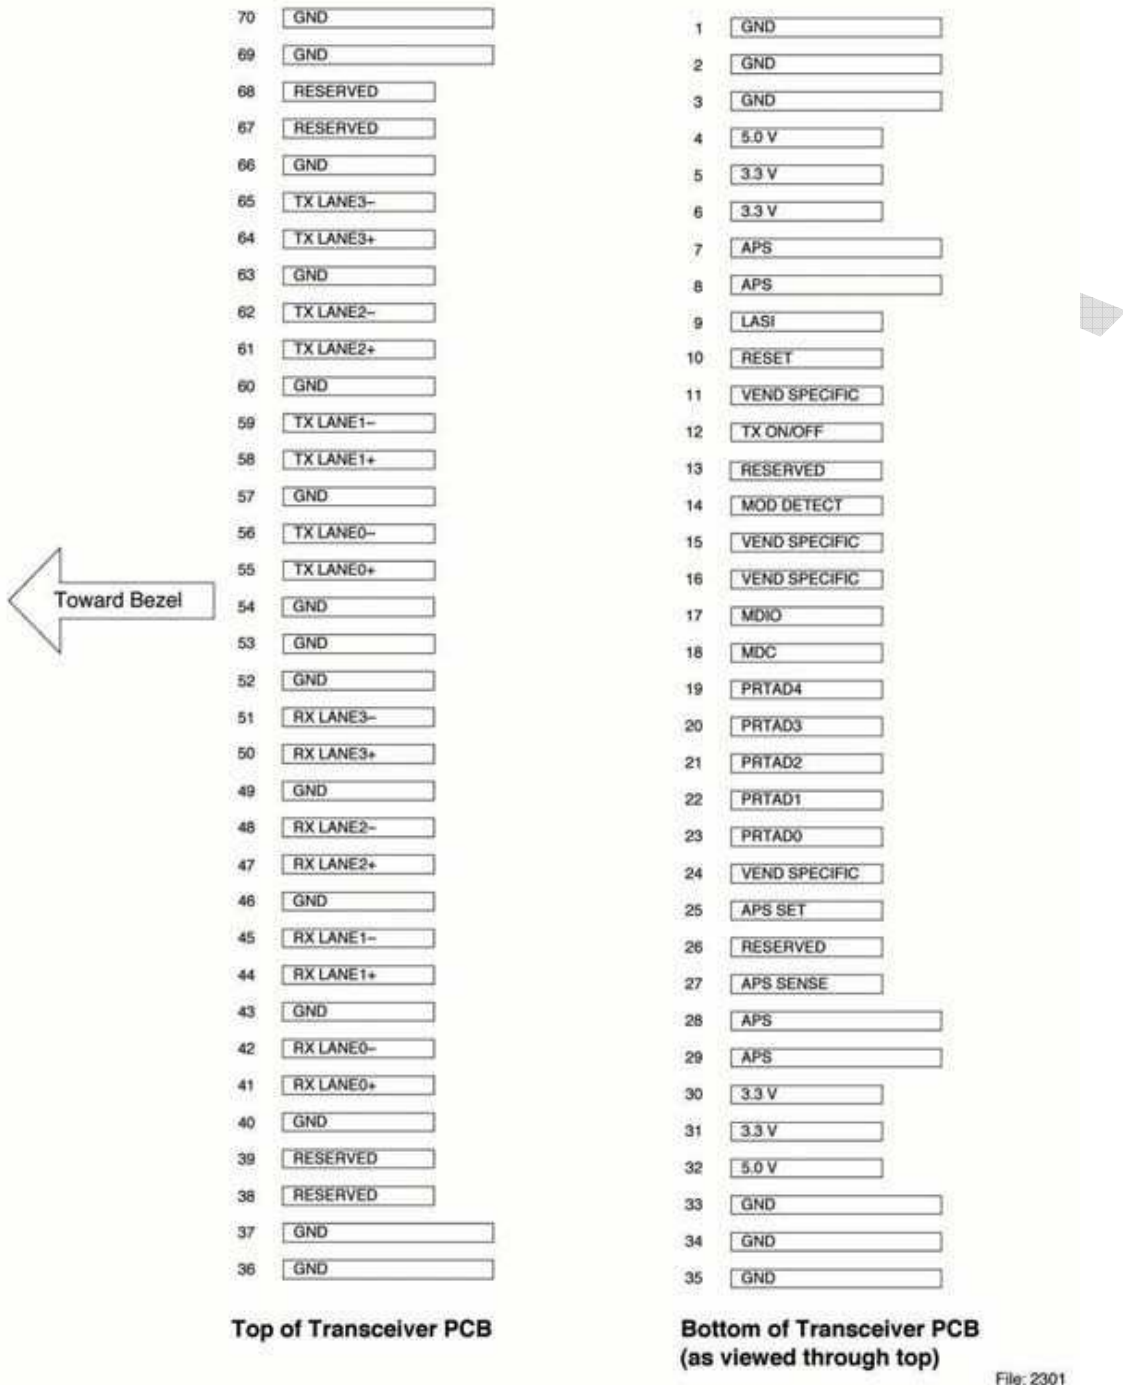 70 GND
69 GND
68 RESERVED
67 RESERVED
66 GND
65 TX LANE3–
64 TX LANE3+
63 GND
62 TX LANE2–
61 TX LANE2+
60 GND
59 TX LANE1–
58 TX LANE1+
57 GND
56 TX LANE0–
55 TX LANE0+
54 GND
53 GND
52 GND
51 RX LANE3–
50 RX LANE3+
49 GND
48 RX LANE2–
47 RX LANE2+
46 GND
45 RX LANE1–
44 RX LANE1+
43 GND
42 RX LANE0–
41 RX LANE0+
40 GND
39 RESERVED
38 RESERVED
37 GND
36 GND
Toward Bezel
Top of Transceiver PCB
1 GND
2 GND
3 GND
4 5.0 V
5 3.3 V
6 3.3 V
7 APS
8 APS
9 LASI
10 RESET
11 VEND SPECIFIC
12 TX ON/OFF
13 RESERVED
14 MOD DETECT
15 VEND SPECIFIC
16 VEND SPECIFIC
17 MDIO
18 MDC
19 PRTAD4
20 PRTAD3
21 PRTAD2
22 PRTAD1
23 PRTAD0
24 VEND SPECIFIC
25 APS SET
26 RESERVED
27 APS SENSE
28 APS
29 APS
30 3.3 V
31 3.3 V
32 5.0 V
33 GND
34 GND
35 GND
Bottom of Transceiver PCB
(as viewed through top)
File: 2301